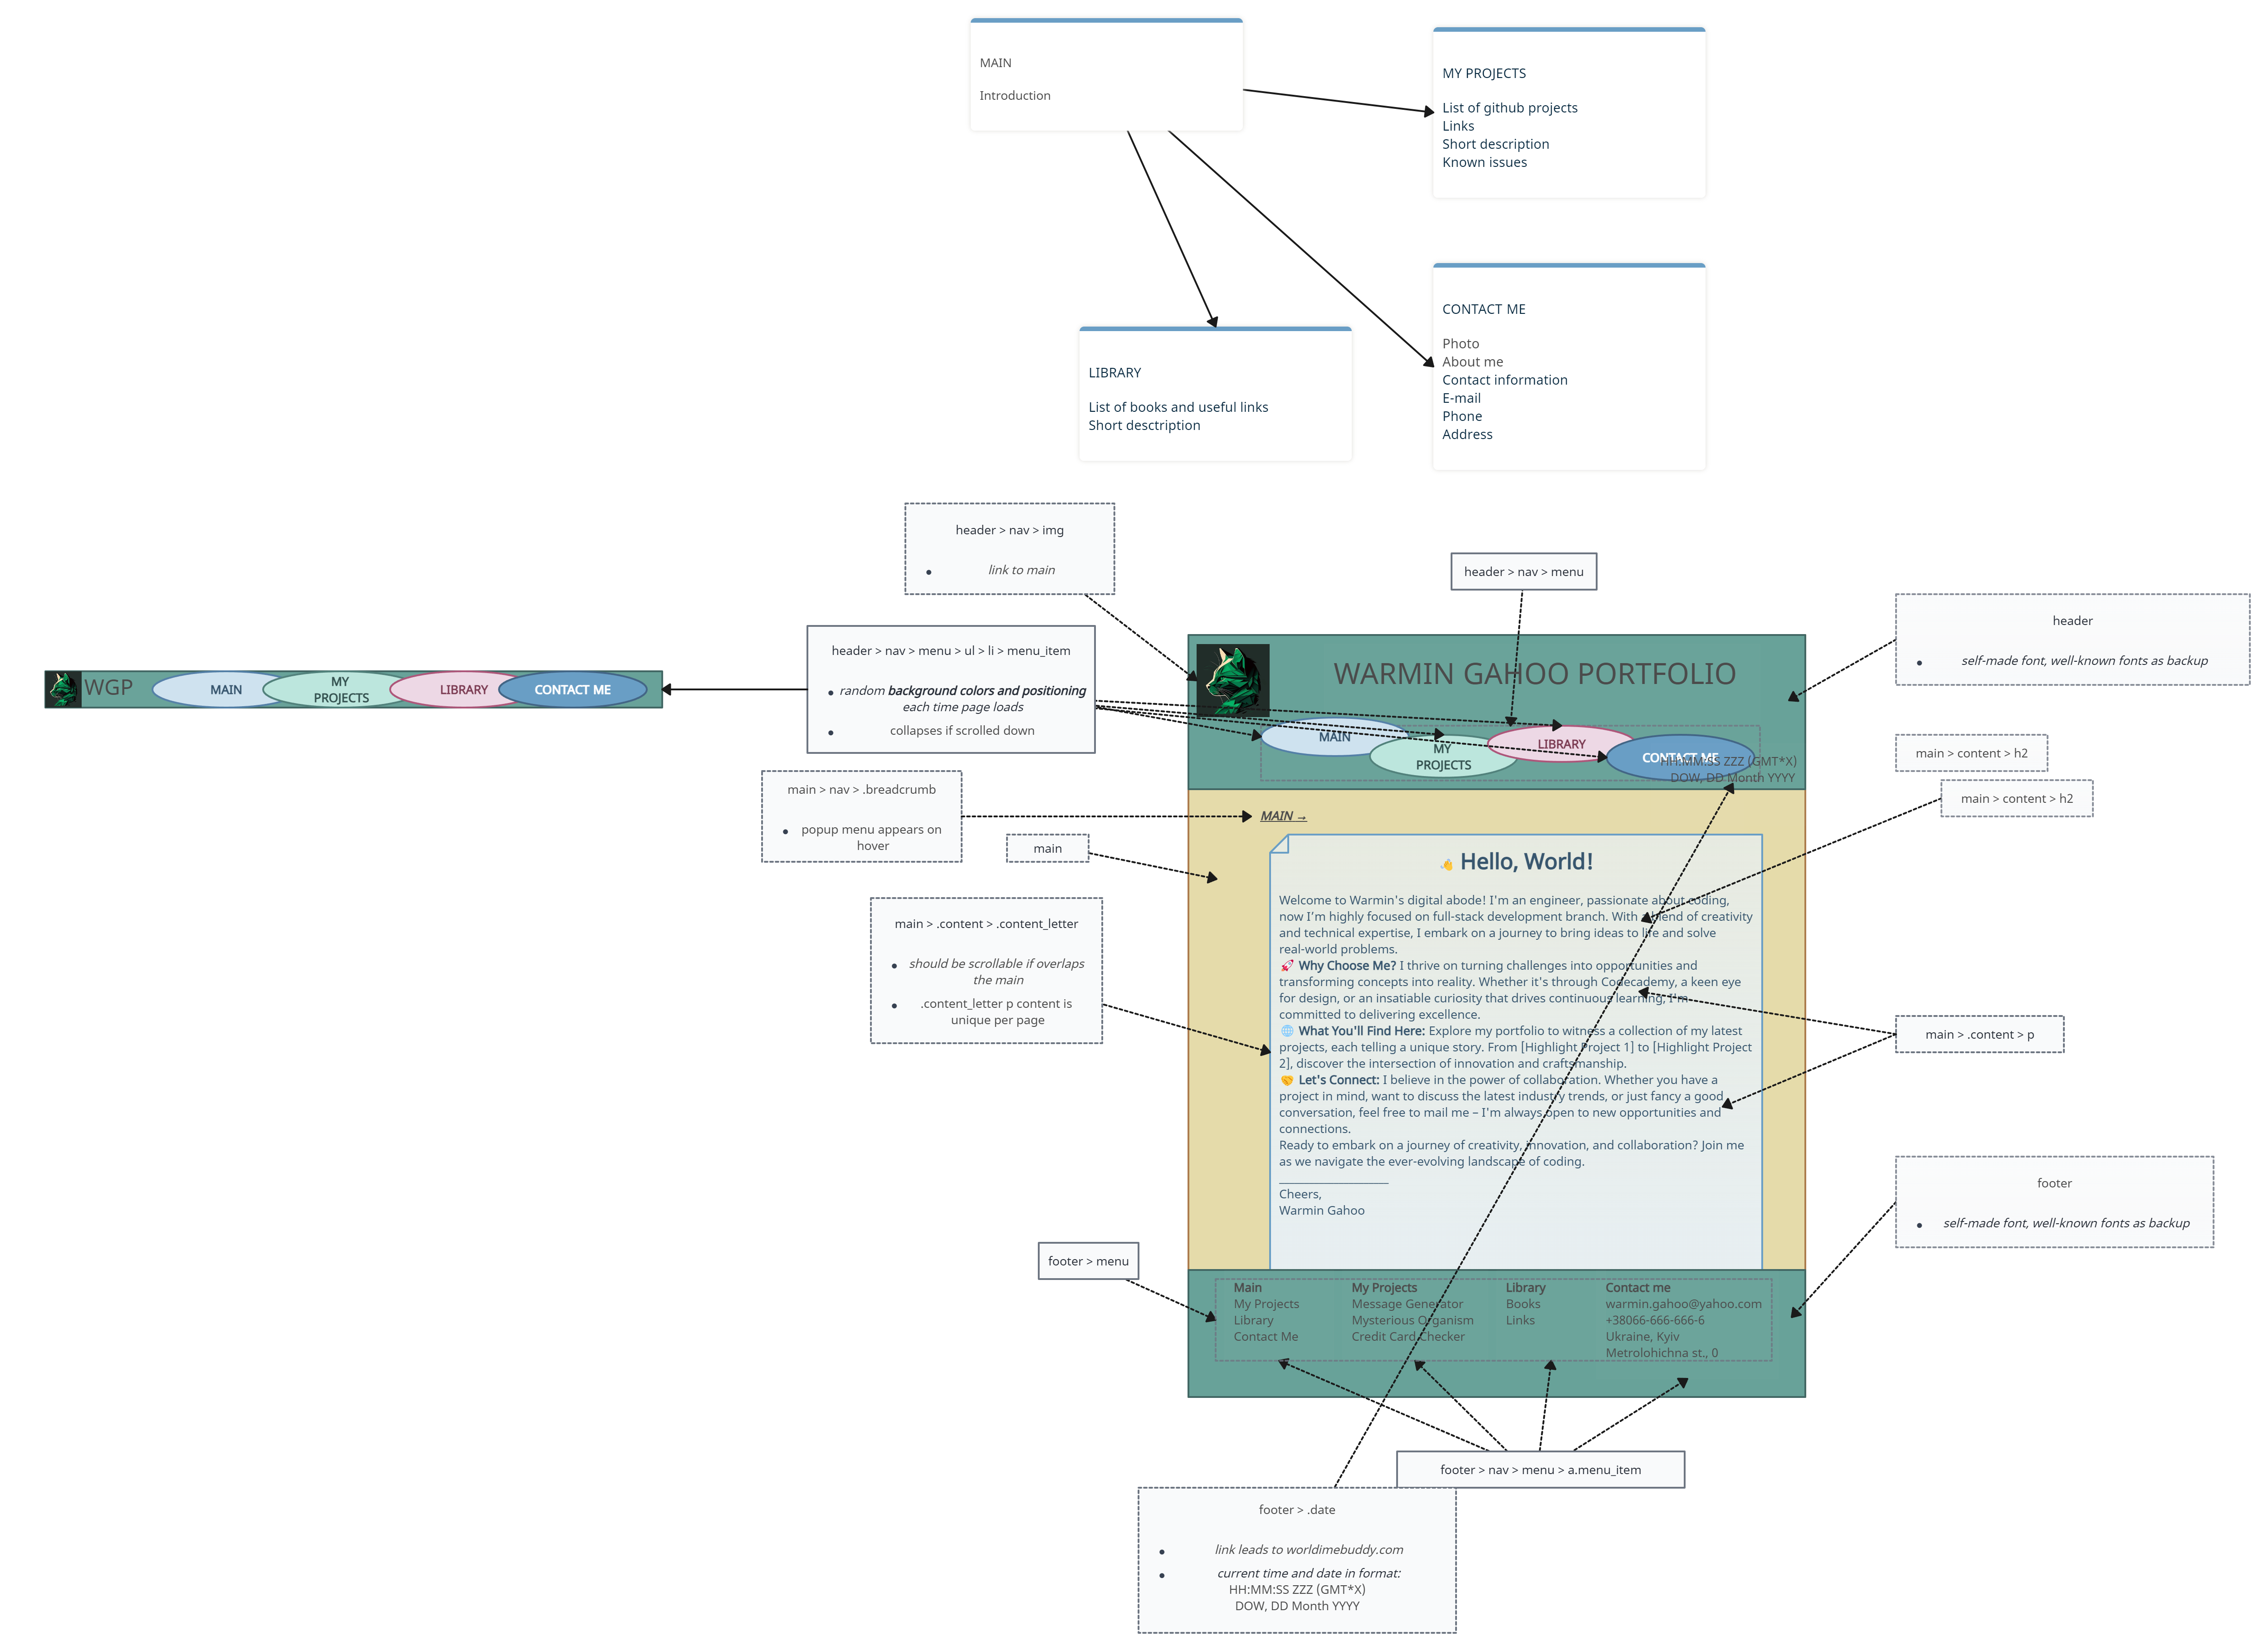 MAIN
Introduction
MY PROJECTS
List of github projects
Links
Short description
Known issues
CONTACT ME
Photo
About me
Contact information
E-mail
Phone
Address
LIBRARY
List of books and useful links
Short desctription
header > nav > img
• link to main
header > nav > menu
header
• self-made font, well-known fonts as backup
header > nav > menu > ul > li > menu_item
• random background colors and positioning
each time page loads
• collapses if scrolled down
WGP
MAIN
MY
PROJECTS
LIBRARY
CONTACT ME
WARMIN GAHOO PORTFOLIO
MAIN
MY
PROJECTS
LIBRARY
CONTACT ME
HH:MM:SS ZZZ (GMT*X)
DOW, DD Month YYYY
main > content > h2
main > content > h2
main > nav > .breadcrumb
• popup menu appears on
hover
MAIN →
main
main > .content > .content_letter
• should be scrollable if overlaps
the main
• .content_letter p content is
unique per page
👋 Hello, World!
Welcome to Warmin's digital abode! I'm an engineer, passionate about coding,
now I’m highly focused on full-stack development branch. With a blend of creativity
and technical expertise, I embark on a journey to bring ideas to life and solve
real-world problems.
🚀 Why Choose Me? I thrive on turning challenges into opportunities and
transforming concepts into reality. Whether it's through Codecademy, a keen eye
for design, or an insatiable curiosity that drives continuous learning, I'm
committed to delivering excellence.
🌐 What You'll Find Here: Explore my portfolio to witness a collection of my latest
projects, each telling a unique story. From [Highlight Project 1] to [Highlight Project
2], discover the intersection of innovation and craftsmanship.
🤝 Let's Connect: I believe in the power of collaboration. Whether you have a
project in mind, want to discuss the latest industry trends, or just fancy a good
conversation, feel free to mail me – I'm always open to new opportunities and
connections.
Ready to embark on a journey of creativity, innovation, and collaboration? Join me
as we navigate the ever-evolving landscape of coding.
__________________
Cheers,
Warmin Gahoo
main > .content > p
footer
• self-made font, well-known fonts as backup
footer > menu
Main
My Projects
Library
Contact Me
My Projects
Message Generator
Mysterious Organism
Credit Card Checker
Library
Books
Links
Contact me
warmin.gahoo@yahoo.com
+38066-666-666-6
Ukraine, Kyiv
Metrolohichna st., 0
footer > nav > menu > a.menu_item
footer > .date
• link leads to worldimebuddy.com
• current time and date in format:
HH:MM:SS ZZZ (GMT*X)
DOW, DD Month YYYY